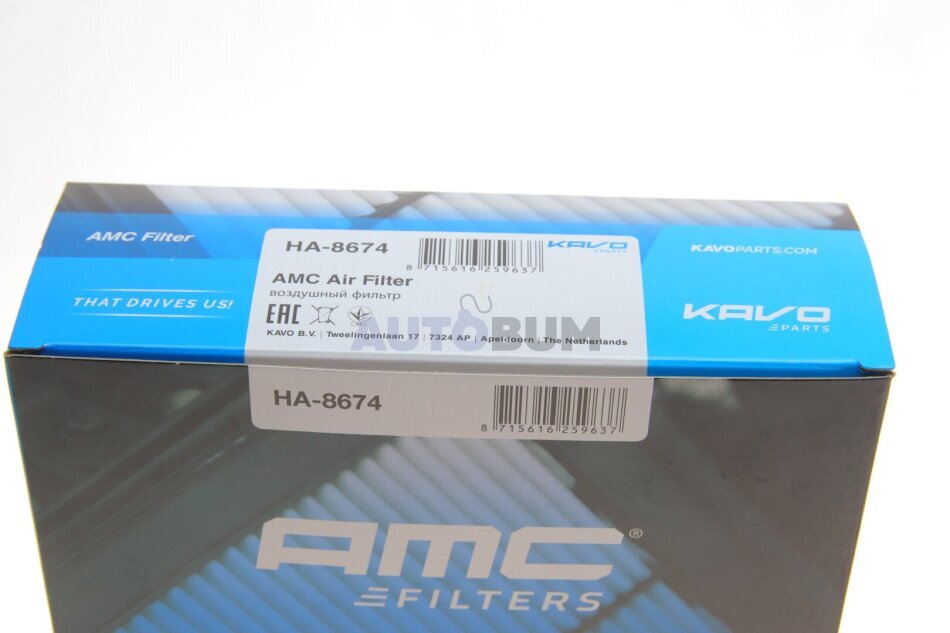 AMC Filter
THAT DRIVES US!
HA-8674
8 715616 259637
KAVO
PARTS
AMC Air Filter
воздушный фильтр
EAC
AUTOBUM
KAVO B.V. | Tweelingenlaan 17 | 7324 AP | Apeldoorn | The Netherlands
KAVOPARTS.COM
KAVO
PARTS
HA-8674
8 715616 259637
AMC®
FILTERS